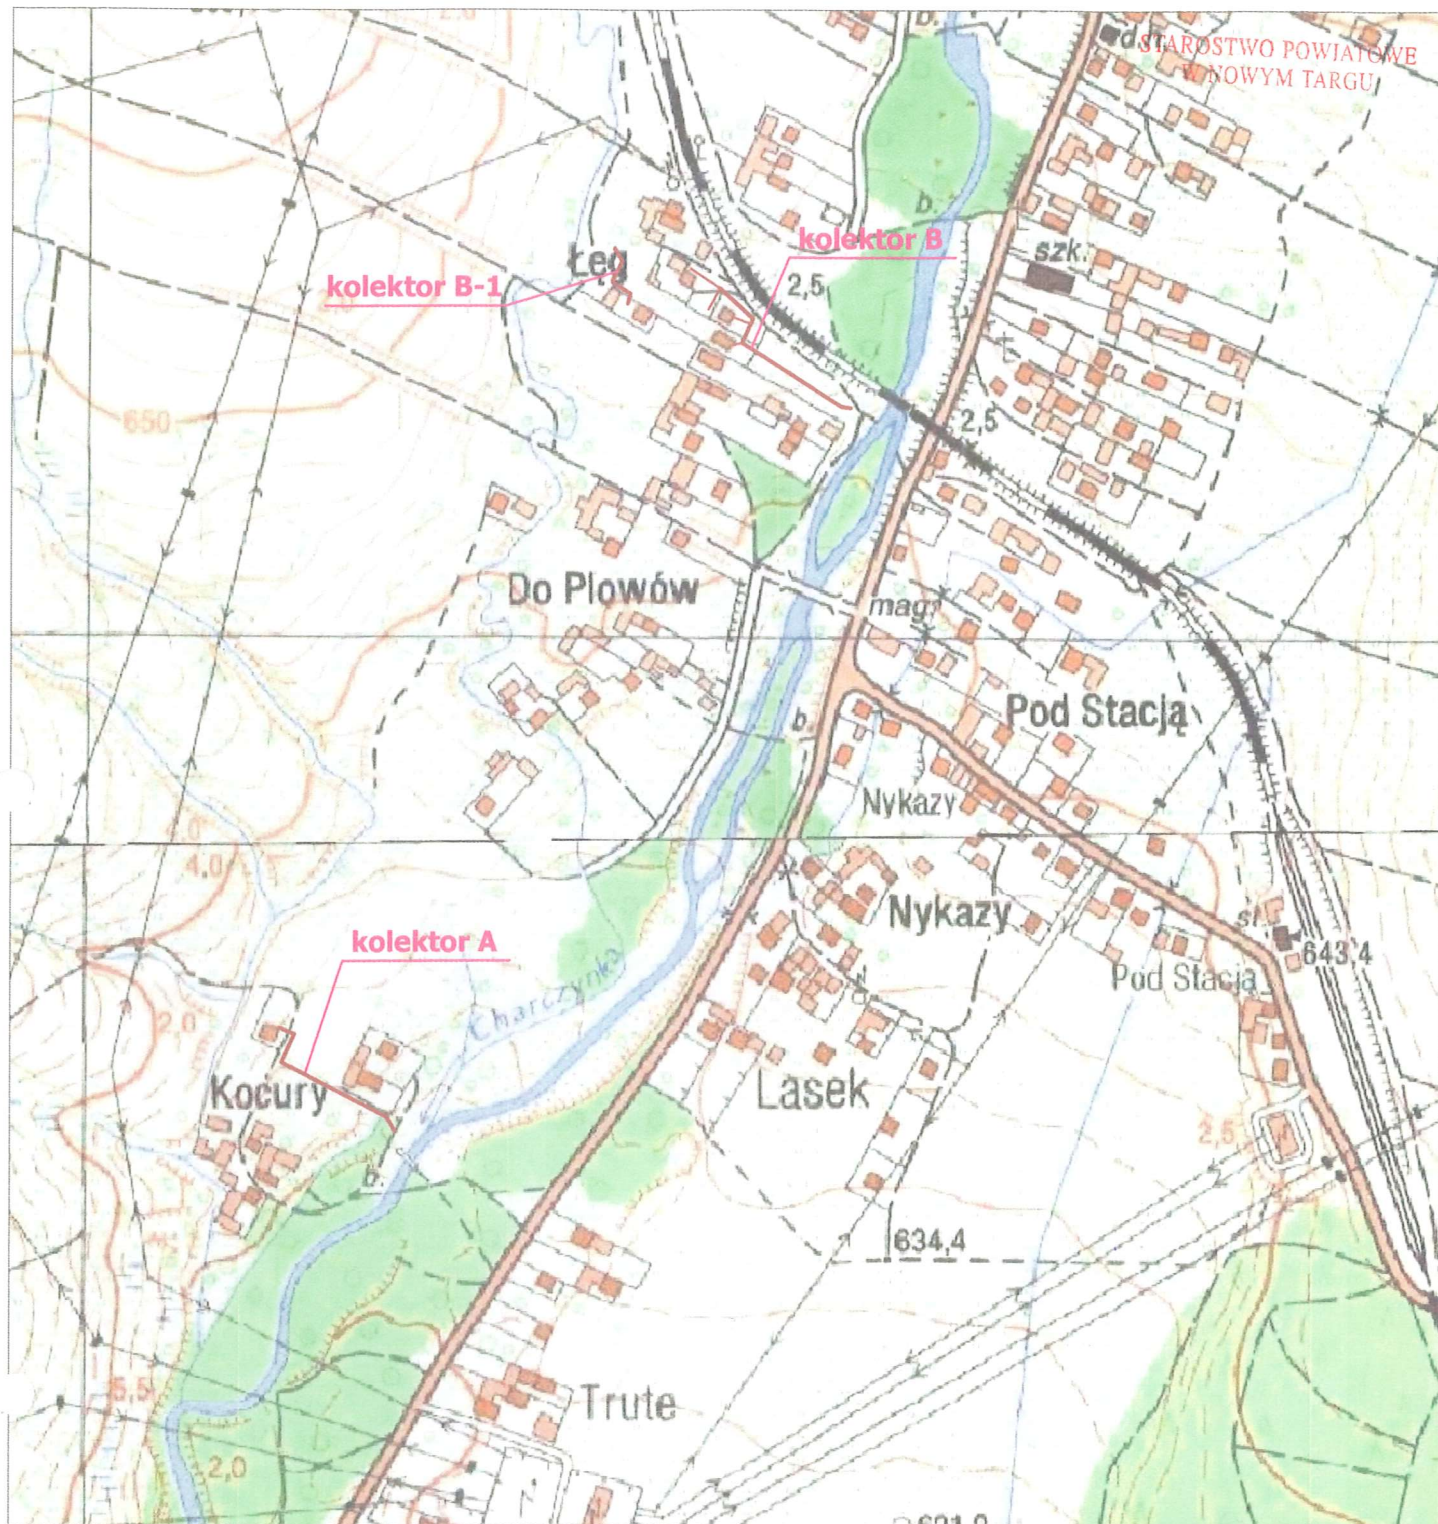 STAROSTWO POWIATOWE
W NOWYM TARGU
b.
b.
kolektor B
szk.
Łęg
kolektor B-1
2,5
650
2,5
Do Plowów
mag.
Pod Stacją
b.
Nykazy
4,0
Nykazy
st.
643,4
kolektor A
Pod Stacją
2,0
Lasek
Kocury
2,5
b.
634,4
5,5
Trute
2,0